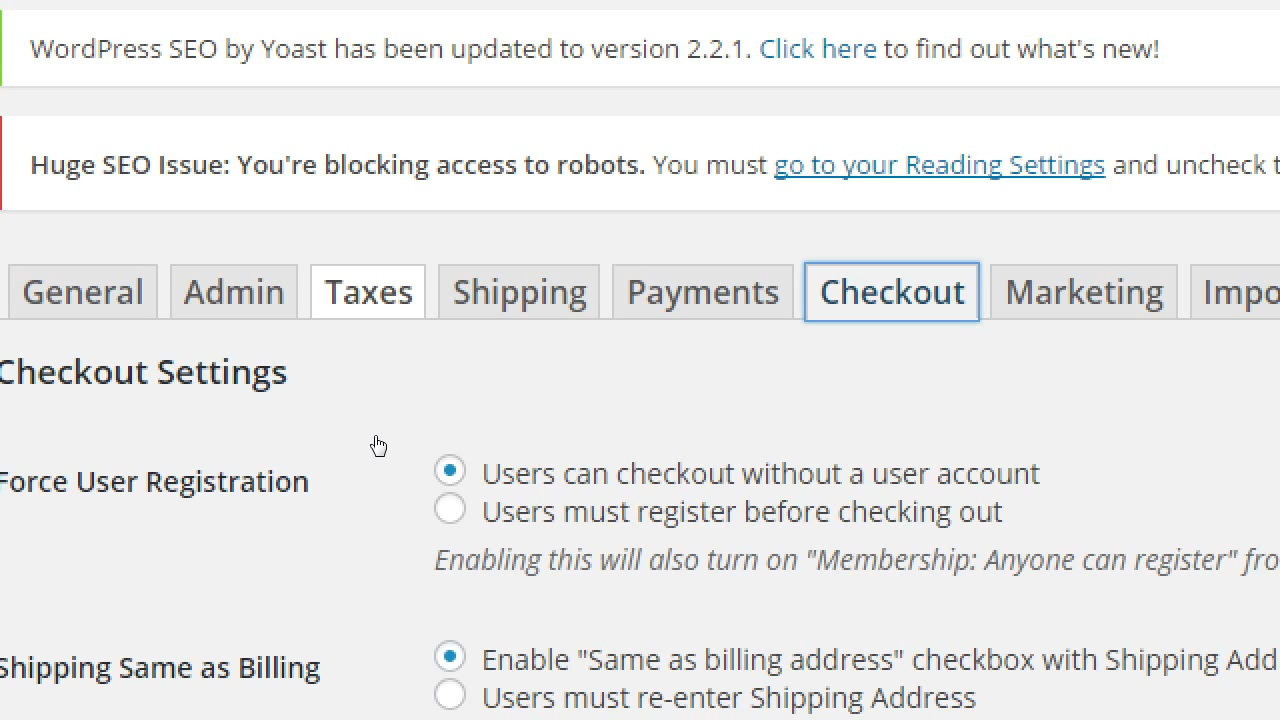 WordPress SEO by Yoast has been updated to version 2.2.1. Click here to find out what's new!
Huge SEO Issue: You're blocking access to robots. You must go to your Reading Settings and uncheck
General Admin Taxes Shipping Payments Checkout Marketing
Checkout Settings
Force User Registration
Users can checkout without a user account
Users must register before checking out
Enabling this will also turn on "Membership: Anyone can register"
Shipping Same as Billing
Enable "Same as billing address" checkbox with Shipping
Users must re-enter Shipping Address